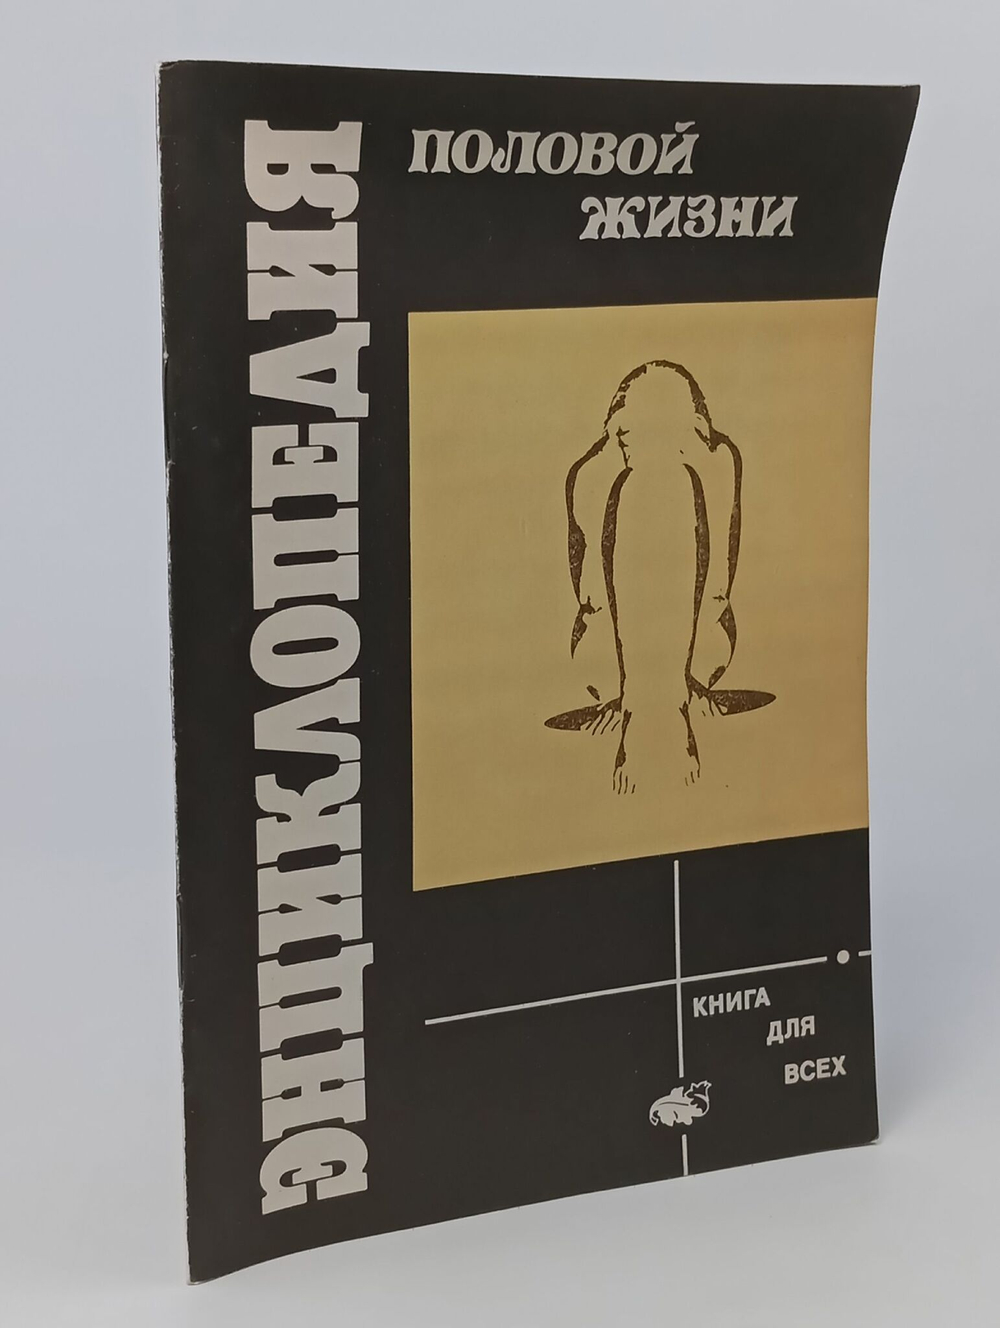 ЭНЦИКЛОПЕДИЯ
ПОЛОВОЙ
ЖИЗНИ
КНИГА
ДЛЯ
ВСЕХ